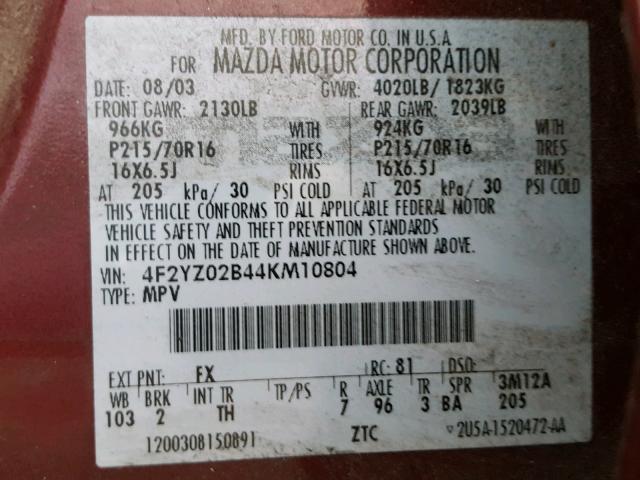 MFD. BY FORD MOTOR CO. IN U.S.A.
FOR MAZDA MOTOR CORPORATION
DATE: 08/03 GVWR: 4020LB/ 1823KG
FRONT GAWR: 2130LB REAR GAWR: 2039LB
966KG WITH 924KG WITH
P215/70R16 TIRES P215/70R16 TIRES
16X6.5J RIMS 16X6.5J RIMS
AT 205 kPa/ 30 PSI COLD AT 205 kPa/ 30 PSI COLD
THIS VEHICLE CONFORMS TO ALL APPLICABLE FEDERAL MOTOR
VEHICLE SAFETY AND THEFT PREVENTION STANDARDS
IN EFFECT ON THE DATE OF MANUFACTURE SHOWN ABOVE.
VIN: 4F2YZ02B44KM10804
TYPE: MPV
EXT PNT: FX RC: 81 DSO:
WB BRK INT TR TP/PS R AXLE TR SPR 3M12A
103 2 TH 7 96 3 BA 205
1200308150891 ZTC 2U5A-1520472-AA